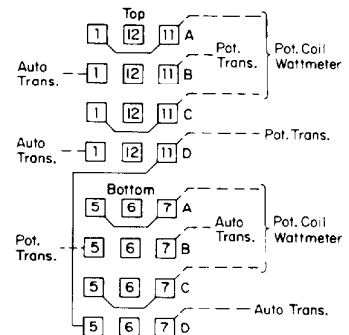 Top
1 12 11 A
Auto Trans. 1 12 11 B Pot. Trans. Pot. Coil Wattmeter
1 12 11 C
Auto Trans. 1 12 11 D Pot. Trans.
Bottom
5 6 7 A
Pot. Trans. 5 6 7 B Auto Trans. Pot. Coil Wattmeter
5 6 7 C
5 6 7 D Auto Trans.